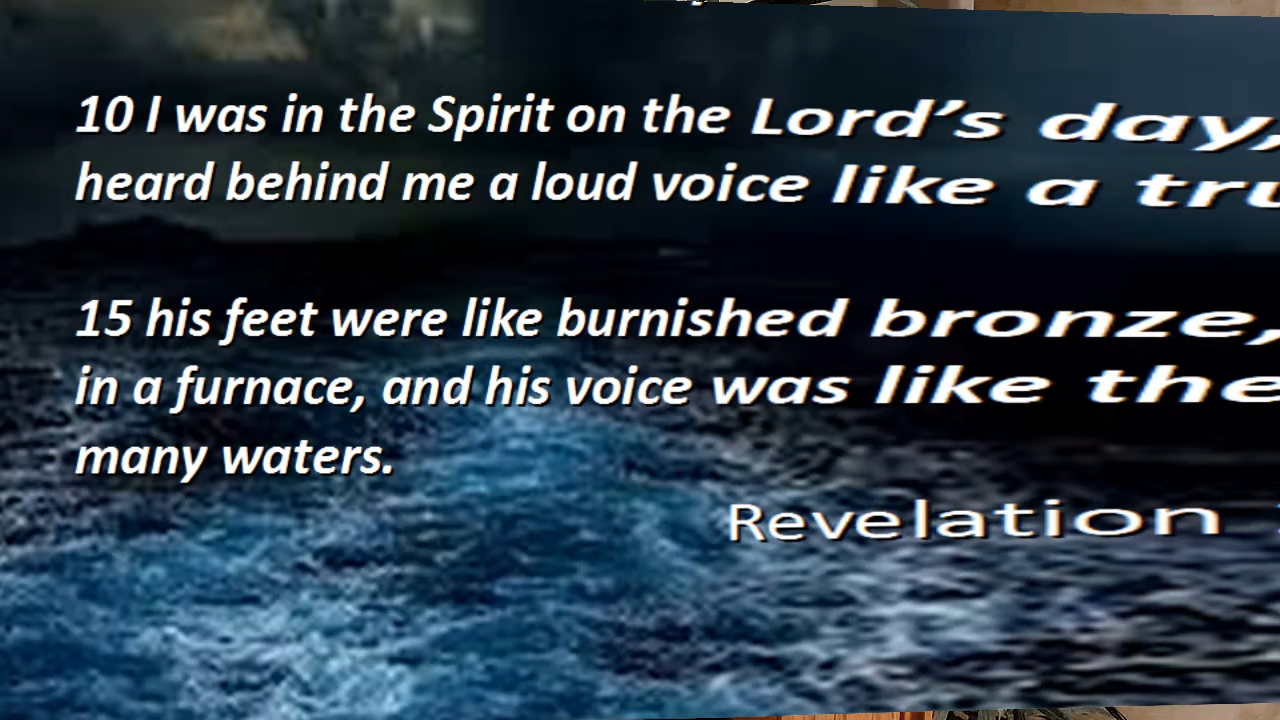 10 I was in the Spirit on the Lord’s day,
heard behind me a loud voice like a
15 his feet were like burnished bronze,
in a furnace, and his voice was like the
many waters.
Revelation